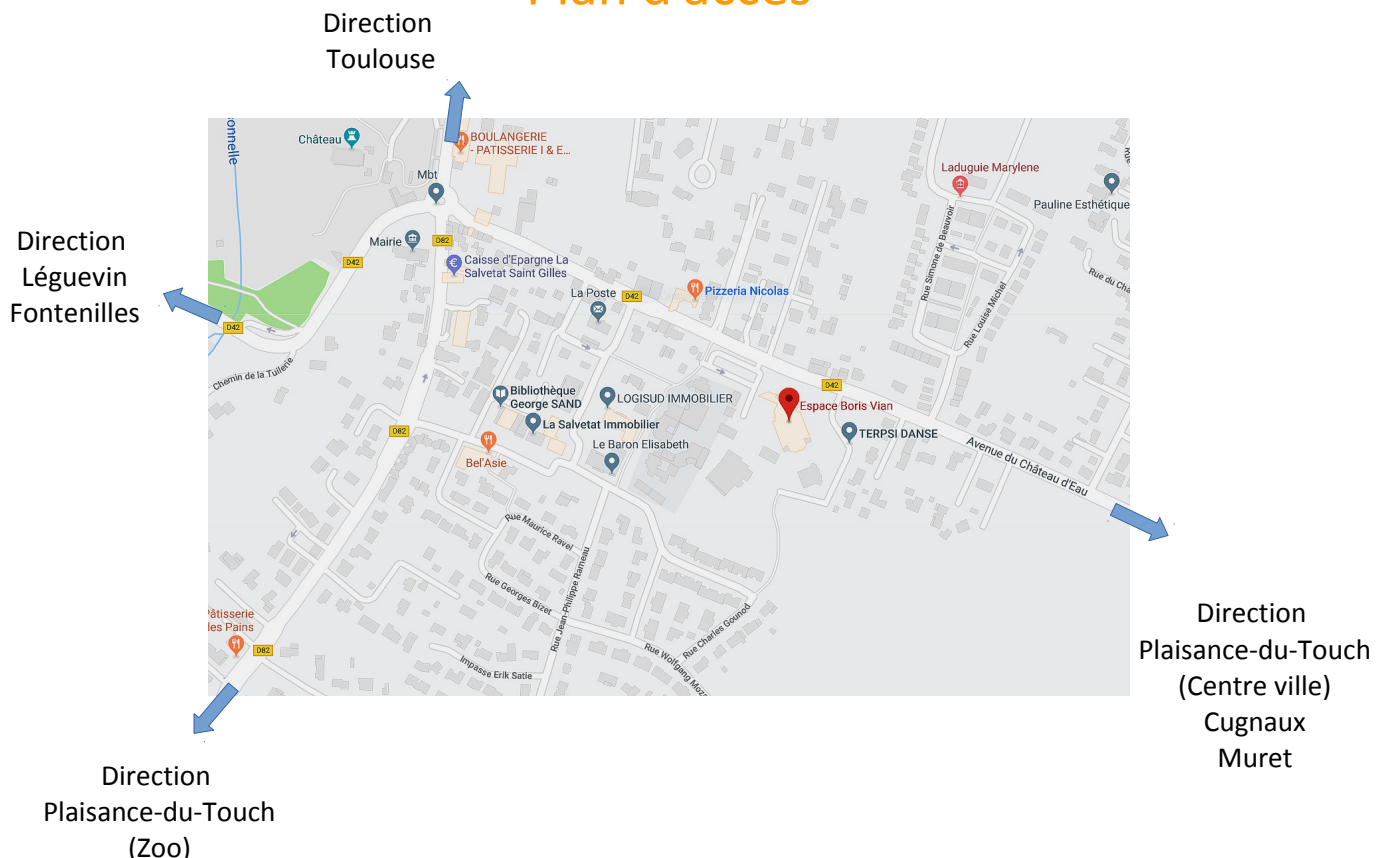 Plan d'accès
Direction
Toulouse
Direction
Léguevin
Fontenilles
Château
BOULANGERIE
- PATISSERIE I & E...
Mbt
Mairie
D82
D42
Caisse d'Epargne La
Salvetat Saint Gilles
La Poste
D42
Pizzeria Nicolas
Laduguie Marylene
Pauline Esthétique
Rue Simone de Beauvoir
Rue Louise Michel
D42
Chemin de la Tuilerie
Bibliothèque
George SAND
La Salvetat Immobilier
LOGISUD IMMOBILIER
Le Baron Elisabeth
D42
Espace Boris Vian
TERPSI DANSE
Avenue du Château d'Eau
D82
Bel'Asie
Rue Maurice Ravel
Rue Georges Bizet
Rue Jean-Philippe Rameau
Rue Charles Gounod
Impasse Erik Satie
D82
Direction
Plaisance-du-Touch
(Centre ville)
Cugnaux
Muret
Direction
Plaisance-du-Touch
(Zoo)